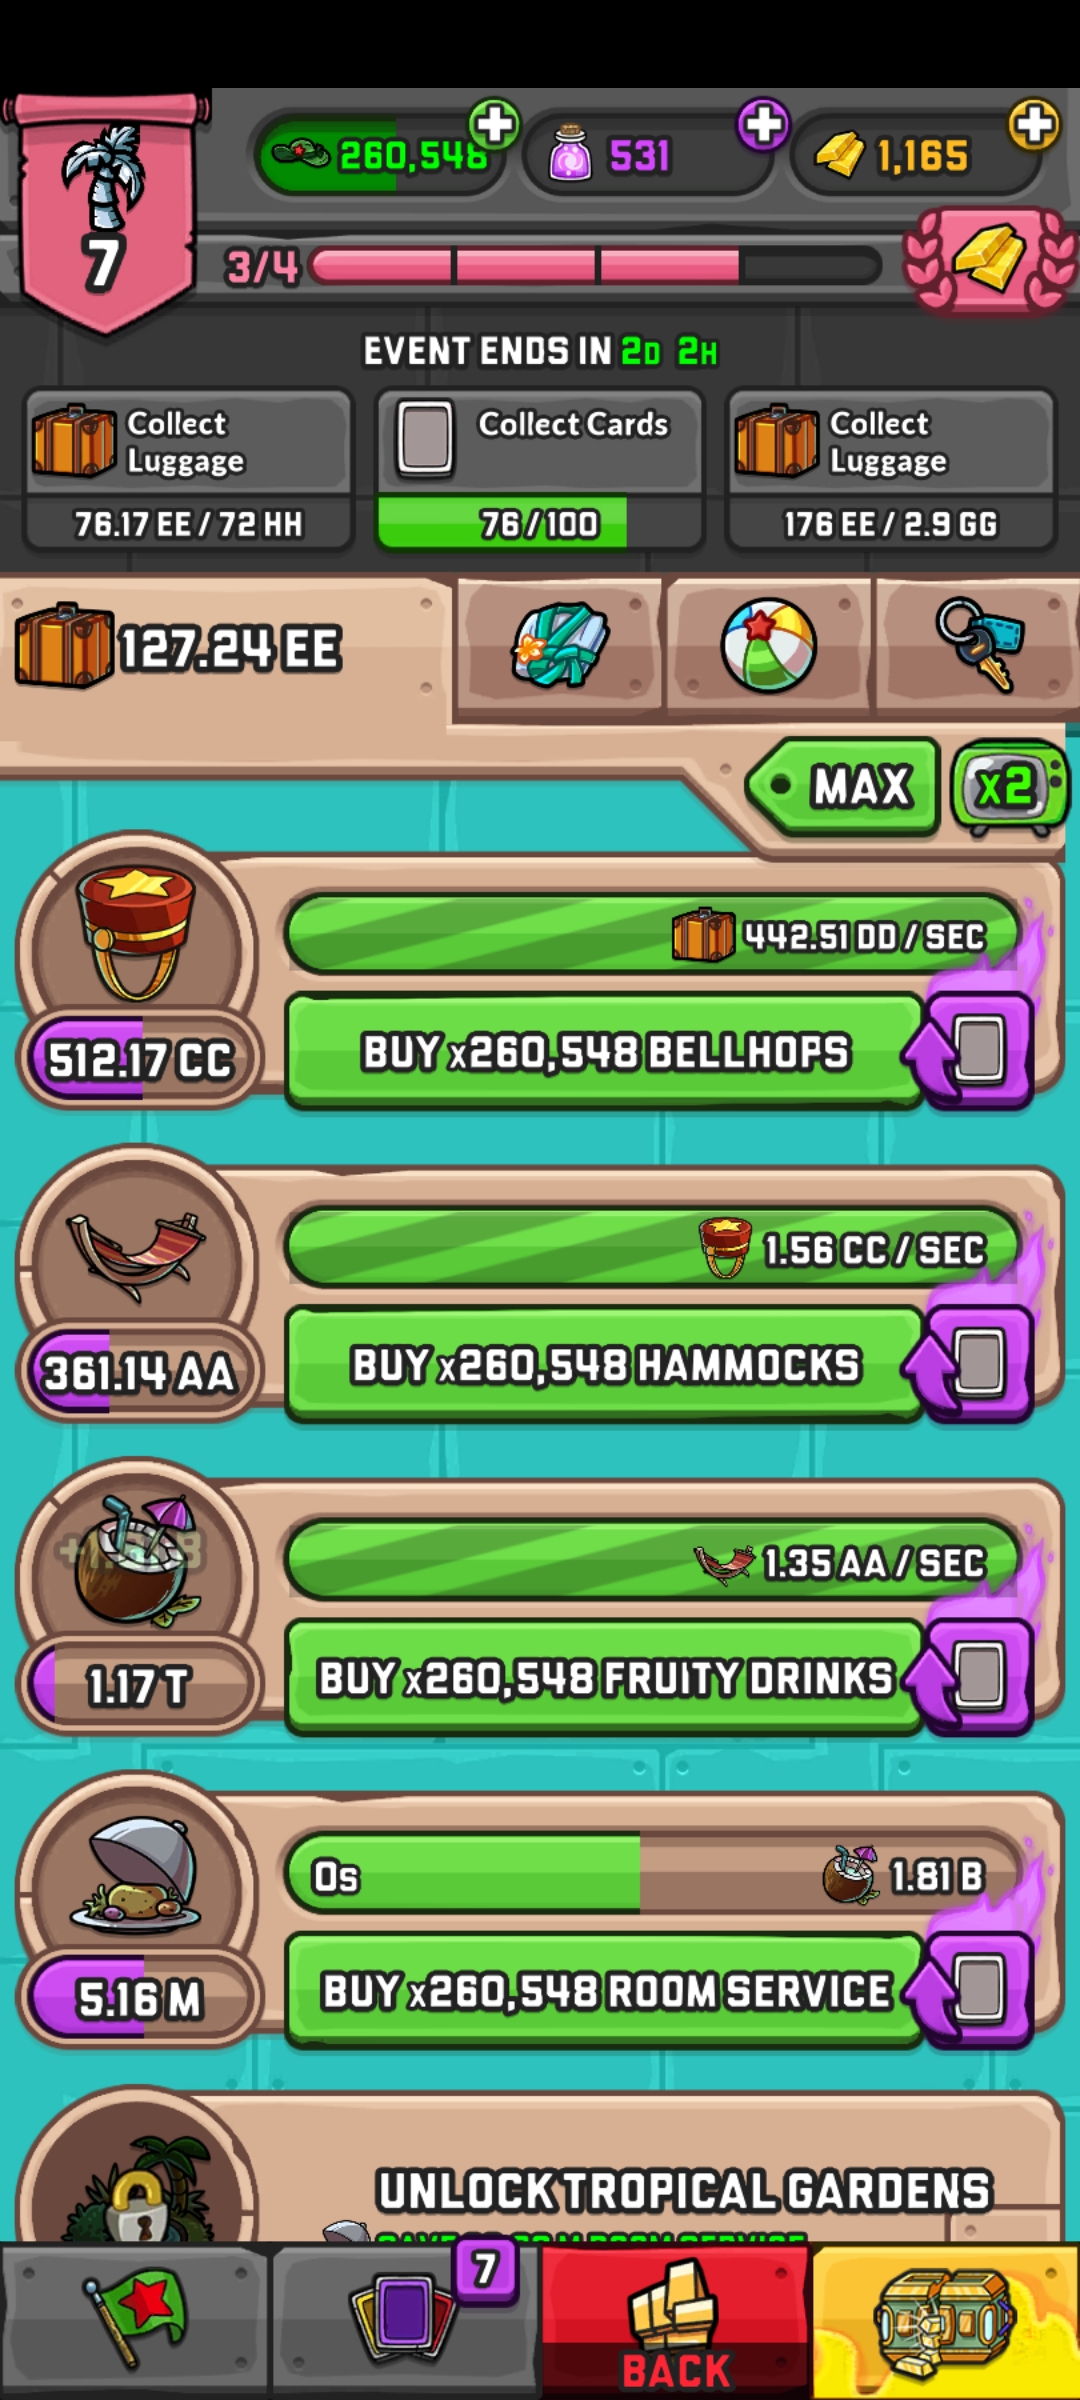 260,548
531
1,165
7
3/4
EVENT ENDS IN 2D 2H
Collect
Luggage
76.17 EE / 72 HH
Collect Cards
76/100
Collect
Luggage
176 EE / 2.9 GG
127.24 EE
MAX
x2
442.51 DD / SEC
512.17 CC
BUY x260,548 BELLHOPS
1.56 CC / SEC
361.14 AA
BUY x260,548 HAMMOCKS
1.35 AA / SEC
1.17 T
BUY x260,548 FRUITY DRINKS
0s
1.81 B
5.16 M
BUY x260,548 ROOM SERVICE
UNLOCK TROPICAL GARDENS
ROOM SERVICE
7
BACK